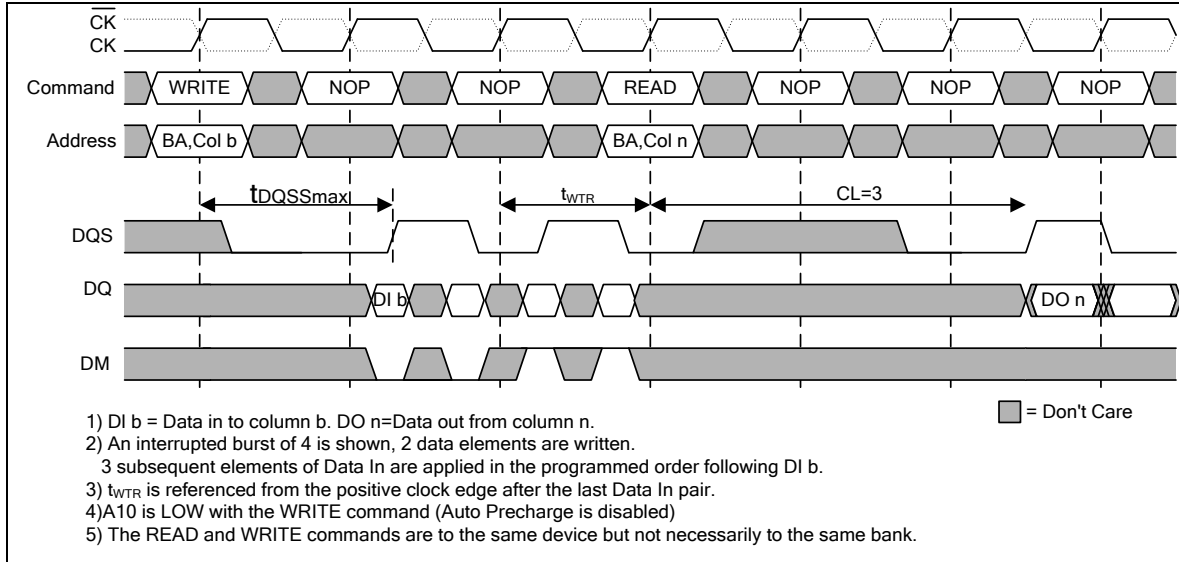 CK
CK
Command WRITE NOP NOP READ NOP NOP NOP
Address BA,Col b BA,Col n
tDQSSmax tWTR CL=3
DQS
DQ DI b DO n
DM
= Don't Care
1) DI b = Data in to column b. DO n=Data out from column n.
2) An interrupted burst of 4 is shown, 2 data elements are written.
3 subsequent elements of Data In are applied in the programmed order following DI b.
3) tWTR is referenced from the positive clock edge after the last Data In pair.
4)A10 is LOW with the WRITE command (Auto Precharge is disabled)
5) The READ and WRITE commands are to the same device but not necessarily to the same bank.